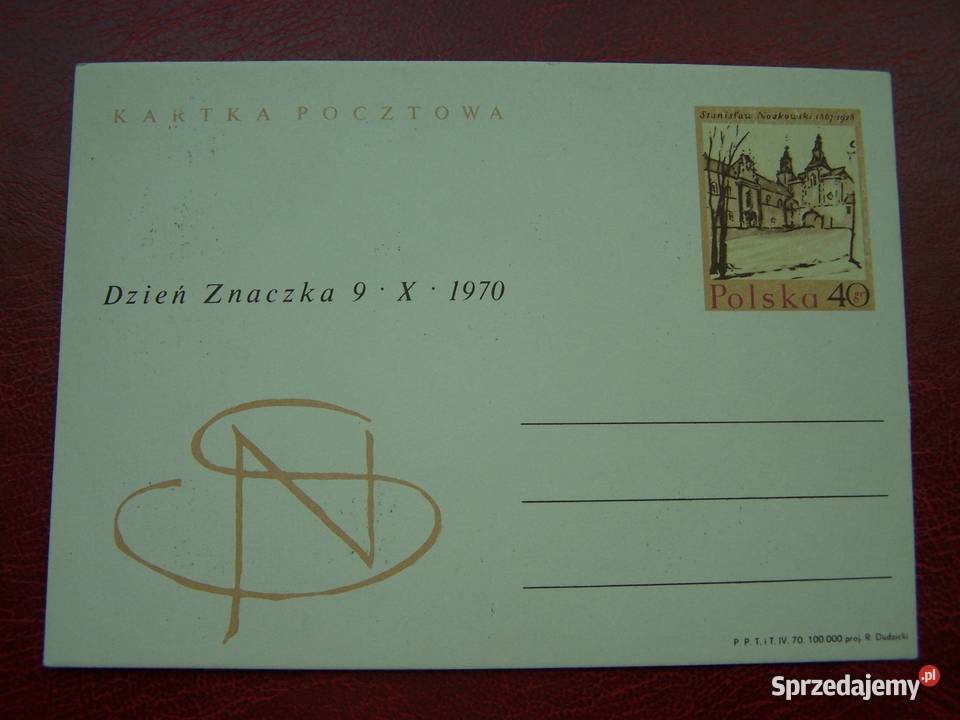 KARTKA POCZTOWA
Stanisław Noakowski 1867-1928
Polska 40 gr
Dzień Znaczka 9 · X · 1970
SN
P. P. T. i T. IV. 70. 100.000 proj. R. Dudzicki
Sprzedajemy.pl